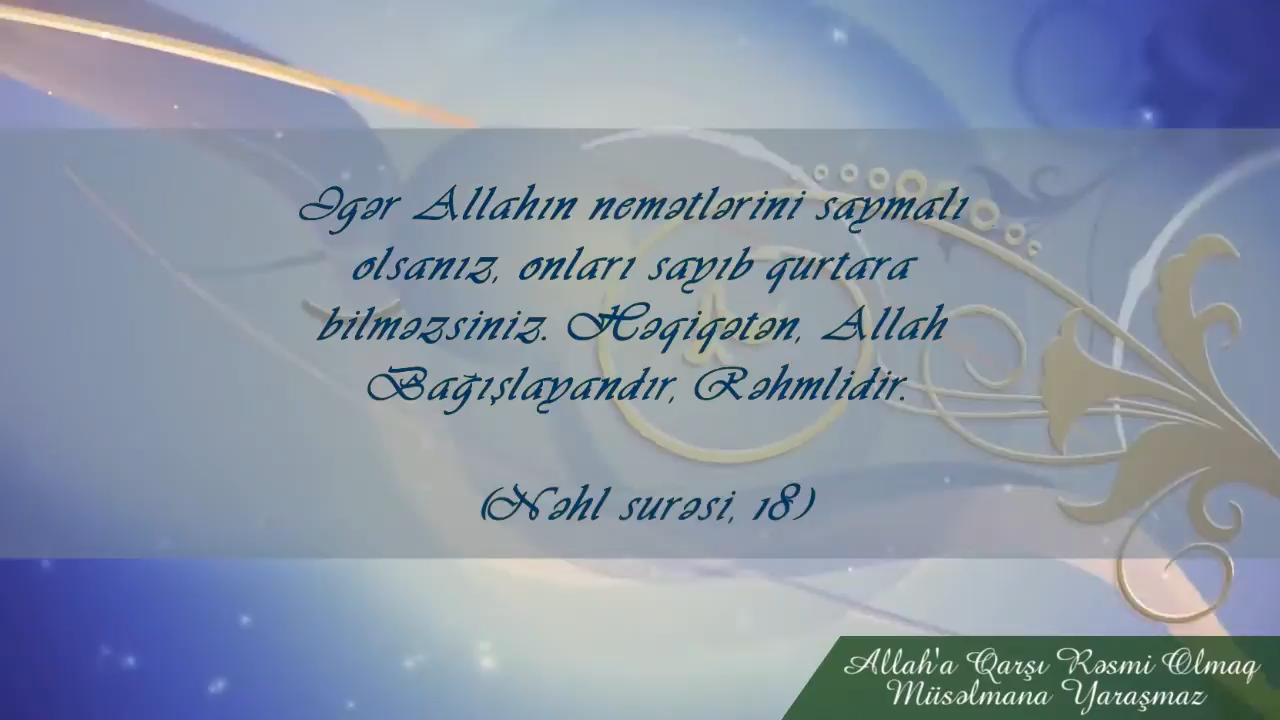 Əgər Allahın nemətlərini saymalı
olsanız, onları sayıb qurtara
bilməzsiniz. Həqiqətən, Allah
Bağışlayandır, Rəhmlidir.
(Nəhl surəsi, 18)
Allah'a Qarşı Rəsmi Olmaq
Müsəlmana Yaraşmaz